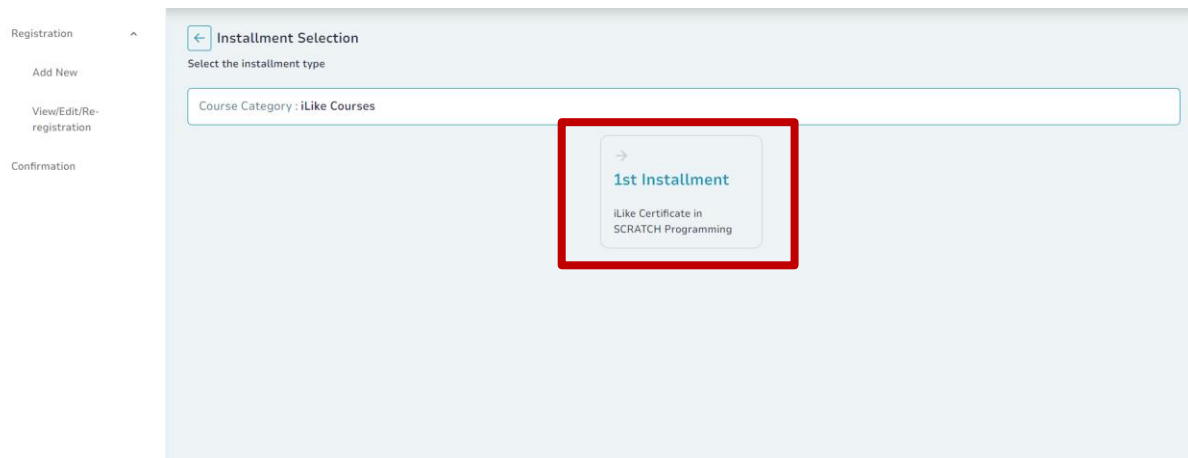 Registration
Add New
View/Edit/Re-
registration
Confirmation
Installment Selection
Select the installment type
Course Category : iLike Courses
1st Installment
iLike Certificate in
SCRATCH Programming